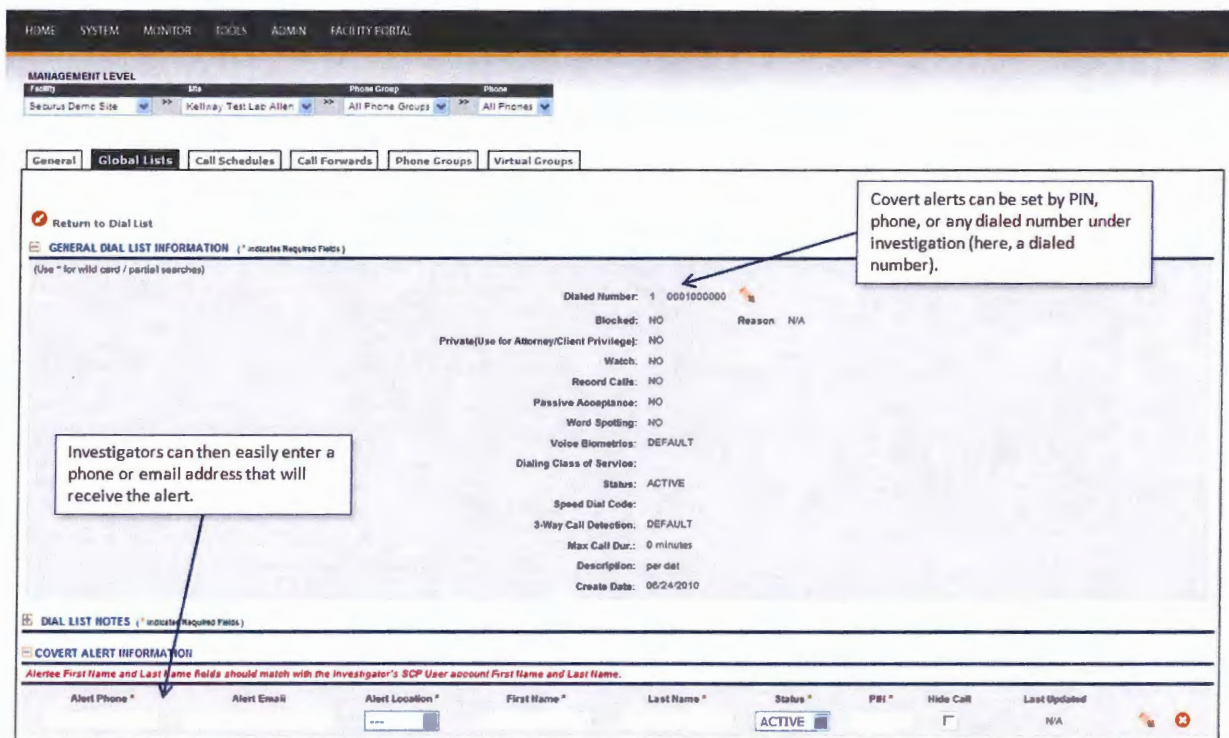 HOME SYSTEM MONITOR TOOLS ADMIN FACILITY PORTAL
MANAGEMENT LEVEL
Facility Site Phone Group Phone
Securus Demo Site >> Kellway Test Lab Allen >> All Phone Groups >> All Phones
General Global Lists Call Schedules Call Forwards Phone Groups Virtual Groups
Covert alerts can be set by PIN,
phone, or any dialed number under
investigation (here, a dialed
number).
Return to Dial List
GENERAL DIAL LIST INFORMATION (* indicates Required Fields)
(Use * for wild card / partial searches)
Dialed Number: 1 0001000000
Blocked: NO Reason N/A
Private(Use for Attorney/Client Privilege): NO
Watch: NO
Record Calls: NO
Passive Acceptance: NO
Word Spotting: NO
Voice Biometrics: DEFAULT
Dialing Class of Service:
Status: ACTIVE
Speed Dial Code:
3-Way Call Detection: DEFAULT
Max Call Dur.: 0 minutes
Description: per dat
Create Date: 06/24/2010
Investigators can then easily enter a
phone or email address that will
receive the alert.
DIAL LIST NOTES (* indicates Required Fields)
COVERT ALERT INFORMATION
Alertee First Name and Last Name fields should match with the investigator's SCP User account First Name and Last Name.
Alert Phone * Alert Email Alert Location * First Name * Last Name * Status * PIN * Hide Call Last Updated
--- ACTIVE N/A